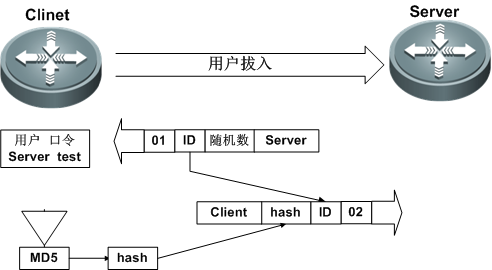 Clinet
Server
用户拔入
用户 口令
Server test
01 ID 随机数 Server
Client hash ID 02
MD5 hash